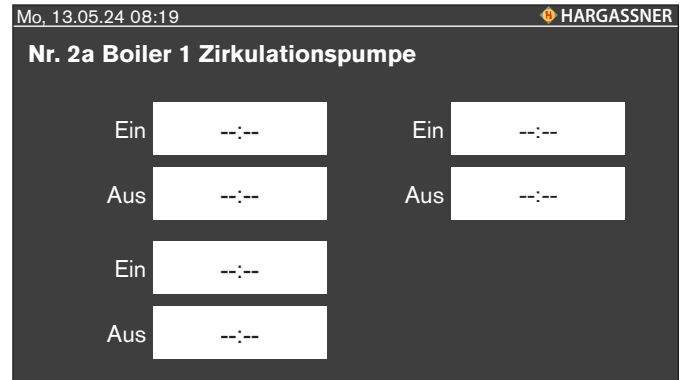 Mo, 13.05.24 08:19 HARGASSNER
Nr. 2a Boiler 1 Zirkulationspumpe
Ein --:-- Ein --:--
Aus --:-- Aus --:--
Ein --:--
Aus --:--